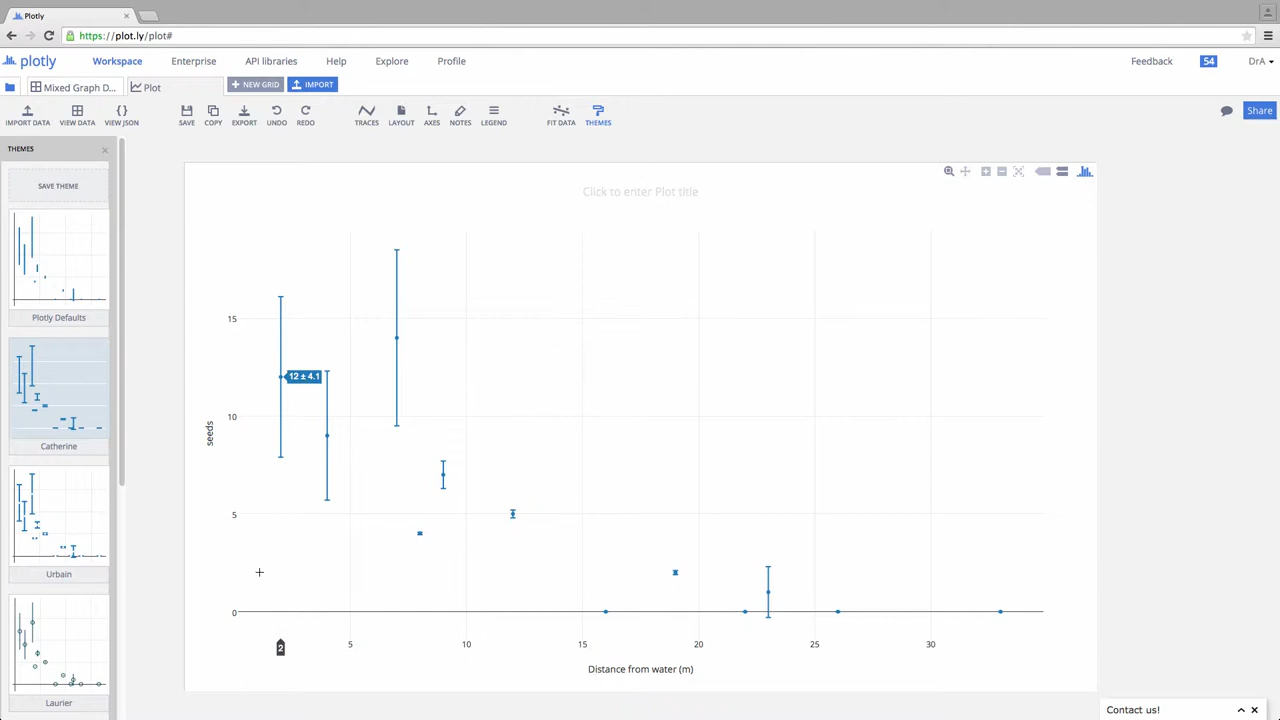 Plotly
https://plot.ly/plot#
plotly
Workspace
Enterprise
API libraries
Help
Explore
Profile
Feedback
54
DrA
Mixed Graph D...
Plot
NEW GRID
IMPORT
IMPORT DATA
VIEW DATA
VIEW JSON
SAVE
COPY
EXPORT
UNDO
REDO
TRACES
LAYOUT
AXES
NOTES
LEGEND
FIT DATA
THEMES
Share
THEMES
SAVE THEME
Plotly Defaults
Catherine
Urbain
Laurier
Click to enter Plot title
15
10
5
0
seeds
12 ± 4.1
2
5
10
15
20
25
30
Distance from water (m)
Contact us!